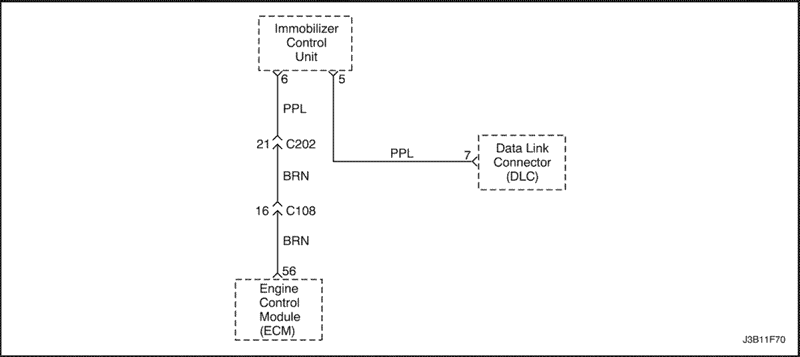 Immobilizer
Control
Unit
6
5
PPL
21
C202
PPL
7
Data Link
Connector
(DLC)
BRN
16
C108
BRN
56
Engine
Control
Module
(ECM)
J3B11F70